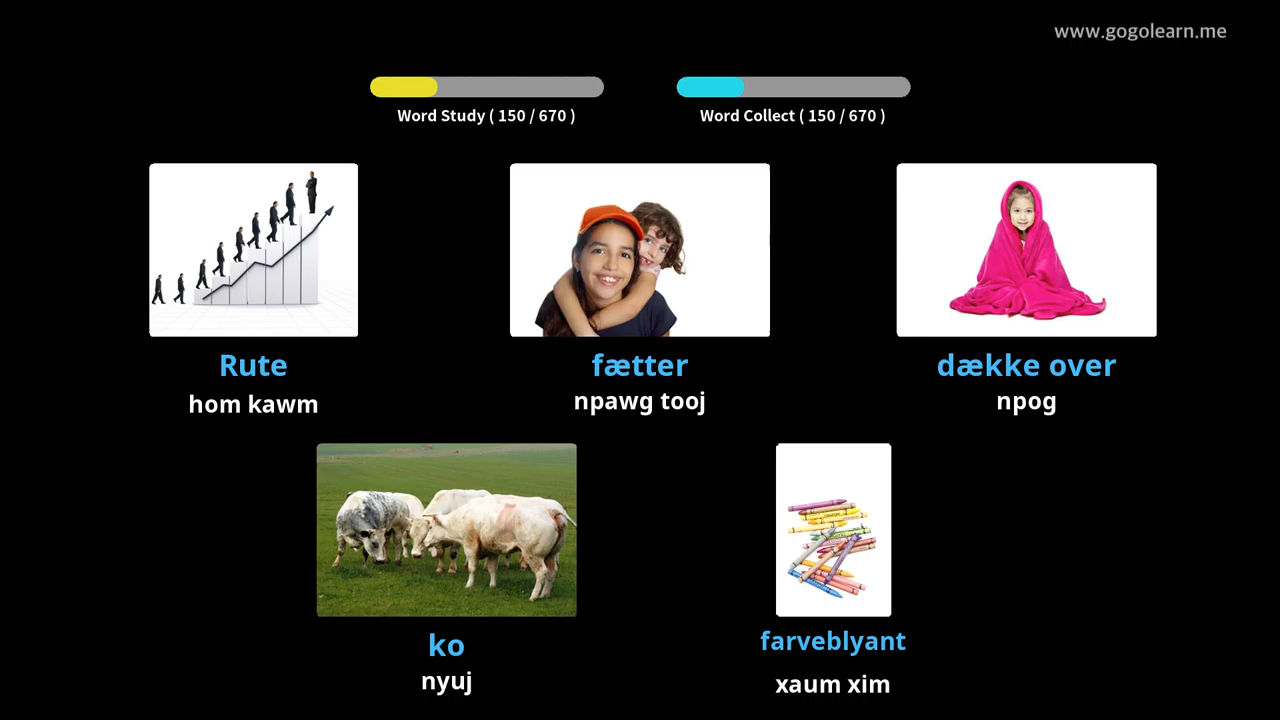 www.gogolearn.me
Word Study ( 150 / 670 )
Word Collect ( 150 / 670 )
Rute
hom kawm
fætter
npawg tooj
dække over
npog
ko
nyuj
farveblyant
xaum xim